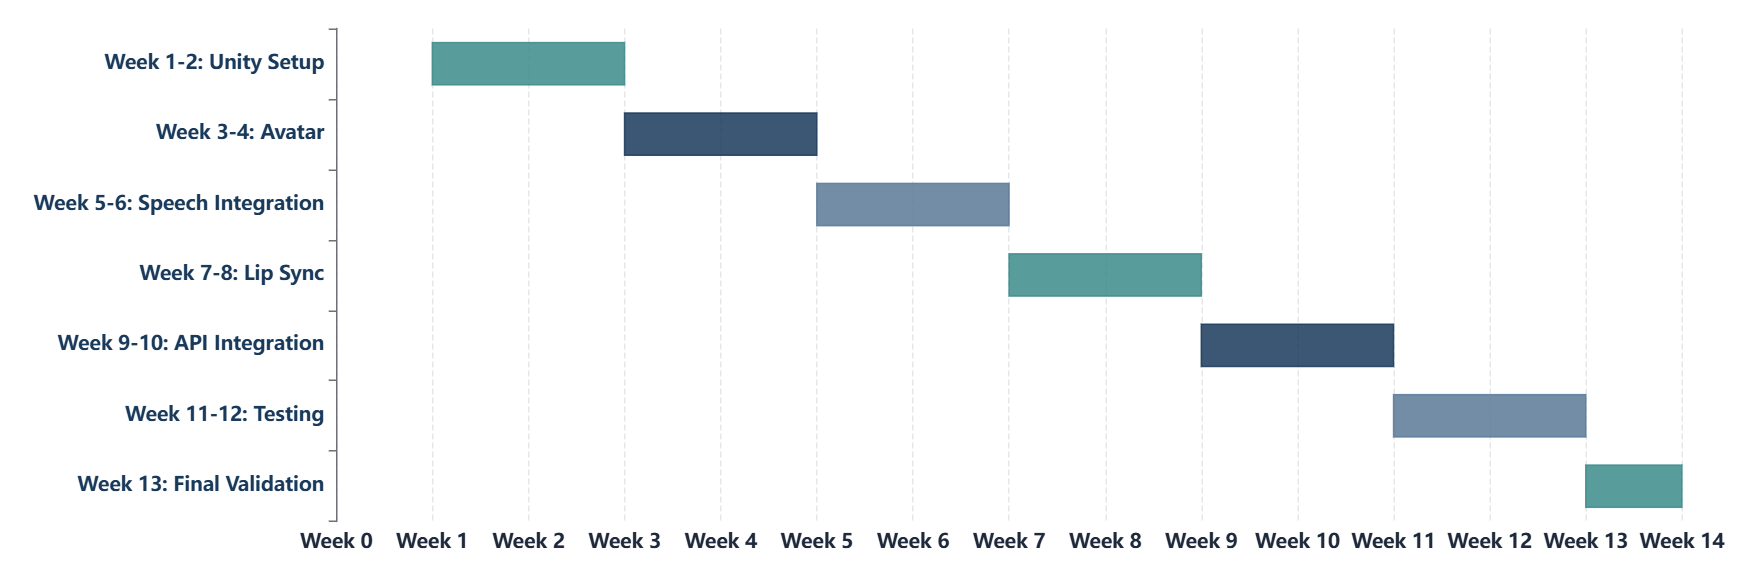 Week 1-2: Unity Setup
Week 3-4: Avatar
Week 5-6: Speech Integration
Week 7-8: Lip Sync
Week 9-10: API Integration
Week 11-12: Testing
Week 13: Final Validation
Week 0 Week 1 Week 2 Week 3 Week 4 Week 5 Week 6 Week 7 Week 8 Week 9 Week 10 Week 11 Week 12 Week 13 Week 14